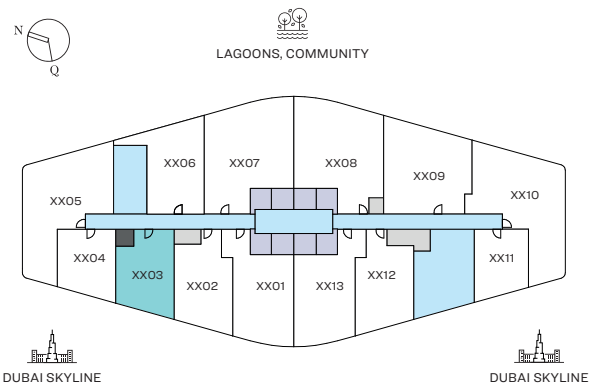 N
Q
LAGOONS, COMMUNITY
XX06
XX07
XX08
XX09
XX05
XX10
XX04
XX03
XX02
XX01
XX13
XX12
XX11
DUBAI SKYLINE
DUBAI SKYLINE